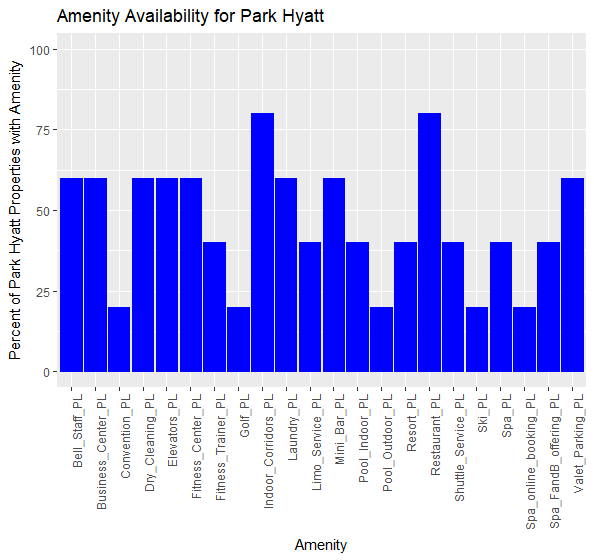 Amenity Availability for Park Hyatt
Percent of Park Hyatt Properties with Amenity
100
75
50
25
0
Bell_Staff_PL
Business_Center_PL
Convention_PL
Dry_Cleaning_PL
Elevators_PL
Fitness_Center_PL
Fitness_Trainer_PL
Golf_PL
Indoor_Corridors_PL
Laundry_PL
Limo_Service_PL
Mini_Bar_PL
Pool_Indoor_PL
Pool_Outdoor_PL
Resort_PL
Restaurant_PL
Shuttle_Service_PL
Ski_PL
Spa_PL
Spa_online_booking_PL
Spa_FandB_offering_PL
Valet_Parking_PL
Amenity